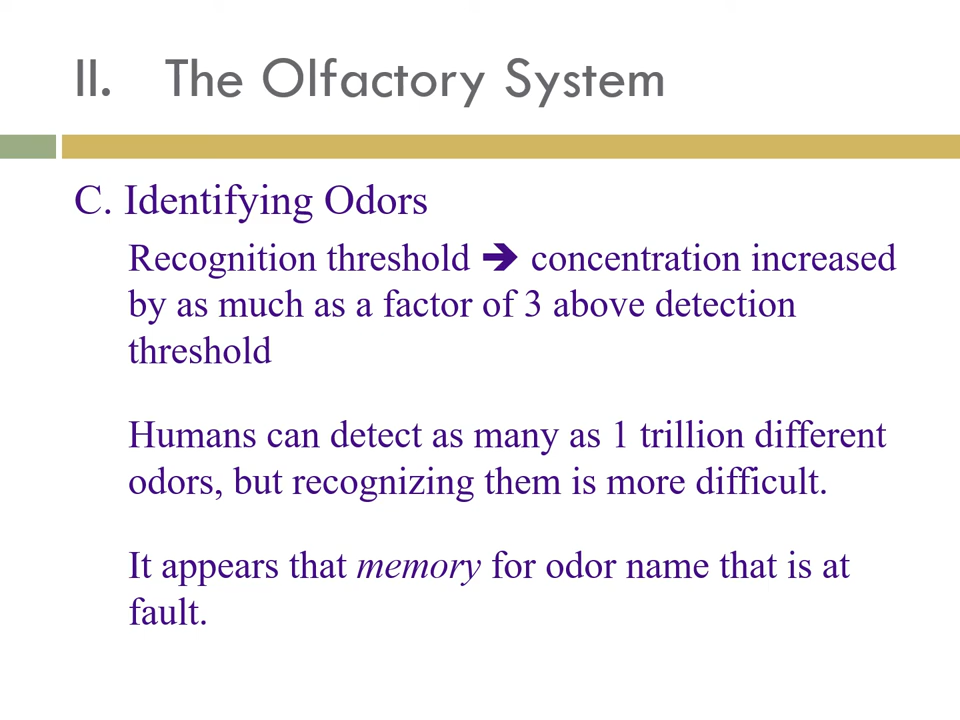 II. The Olfactory System
C. Identifying Odors
Recognition threshold ➔ concentration increased
by as much as a factor of 3 above detection
threshold
Humans can detect as many as 1 trillion different
odors, but recognizing them is more difficult.
It appears that memory for odor name that is at
fault.